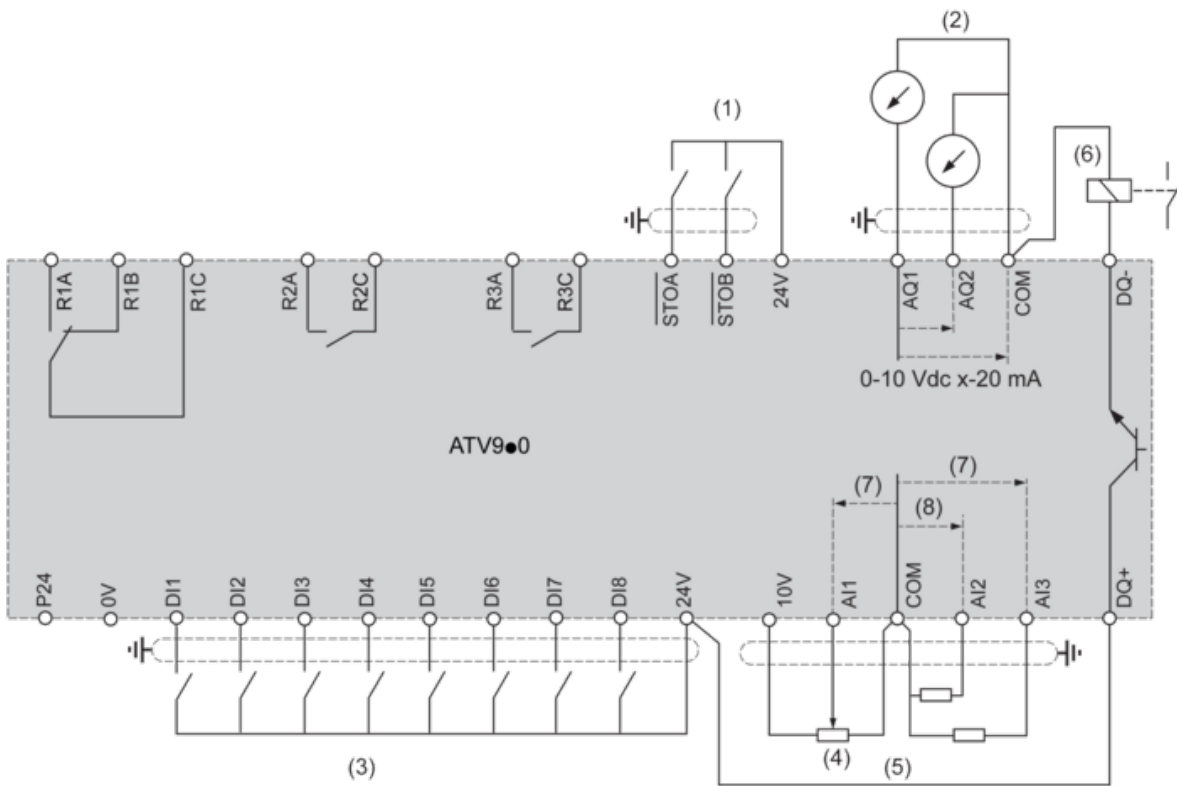 (2)
(1)
(6)
R1A
R1B
R1C
R2A
R2C
R3A
R3C
STOA
STOB
24V
AQ1
AQ2
COM
DQ-
0-10 Vdc x-20 mA
ATV9●0
(7)
(7)
(8)
P24
0V
DI1
DI2
DI3
DI4
DI5
DI6
DI7
DI8
24V
10V
AI1
COM
AI2
AI3
DQ+
(3)
(4)
(5)